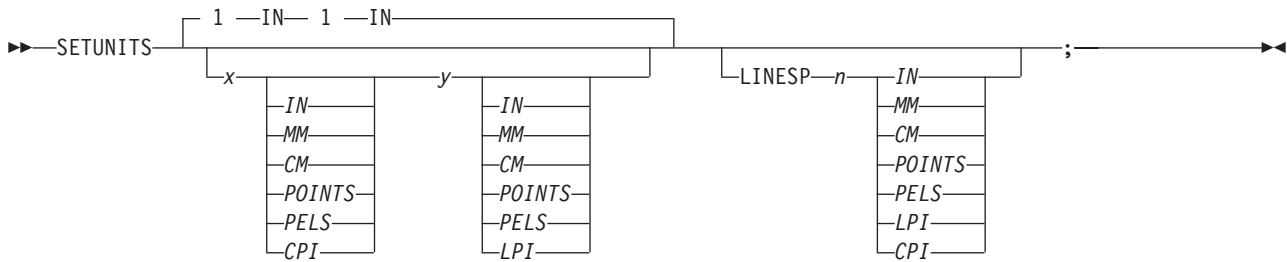 1 IN 1 IN
SETUNITS ;
x y LINESP n IN
IN IN MM
MM MM CM
CM CM POINTS
POINTS POINTS PELS
PELS PELS LPI
CPI LPI CPI